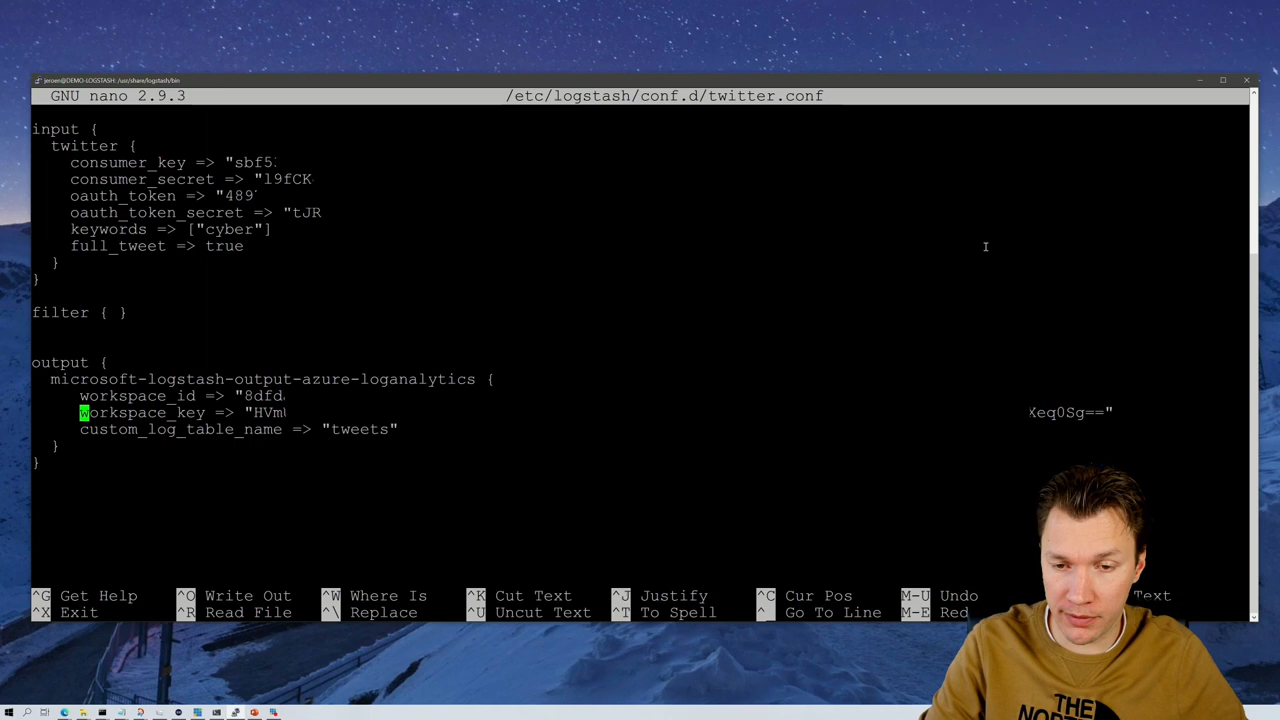 jeroen@DEMO-LOGSTASH: /usr/share/logstash/bin
GNU nano 2.9.3 /etc/logstash/conf.d/twitter.conf
input {
twitter {
consumer_key => "sbf5
consumer_secret => "l9fCK
oauth_token => "489
oauth_token_secret => "tJR
keywords => ["cyber"]
full_tweet => true
}
}
filter { }
output {
microsoft-logstash-output-azure-loganalytics {
workspace_id => "8dfd
workspace_key => "HVm Xeq0Sg=="
custom_log_table_name => "tweets"
}
}
^G Get Help ^O Write Out ^W Where Is ^K Cut Text ^J Justify ^C Cur Pos M-U Undo Text
^X Exit ^R Read File ^\ Replace ^U Uncut Text ^T To Spell ^_ Go To Line M-E Red
THE
NORTH